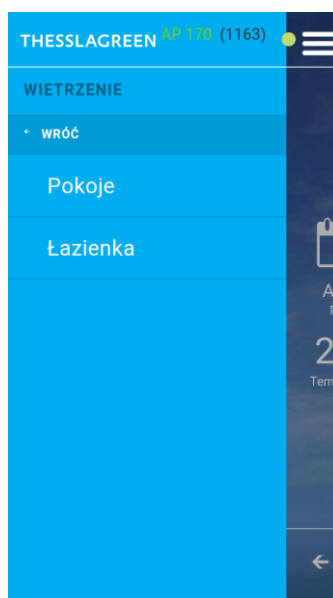 THESSLAGREEN AP 170 (1163)
WIETRZENIE
WRÓĆ
Pokoje
Łazienka